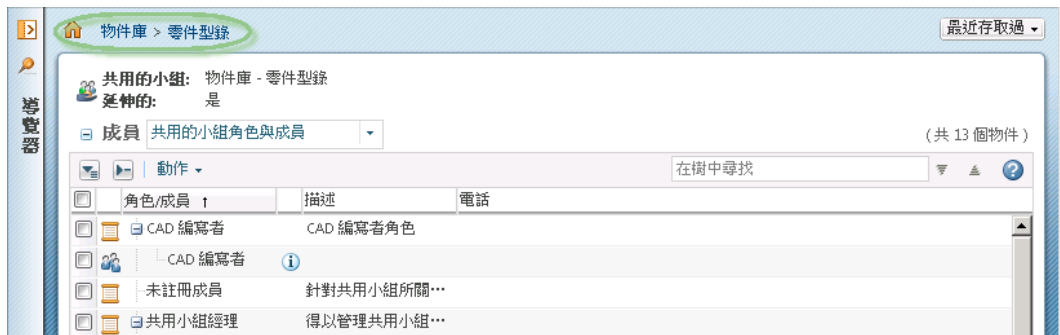 物件庫 > 零件型錄
最近存取過
導覽器
共用的小組: 物件庫 - 零件型錄
延伸的: 是
成員 共用的小組角色與成員 (共 13 個物件)
動作 在樹中尋找
角色/成員 ↑ 描述 電話
CAD 編寫者 CAD 編寫者角色
CAD 編寫者
未註冊成員 針對共用小組所關…
共用小組經理 得以管理共用小組…